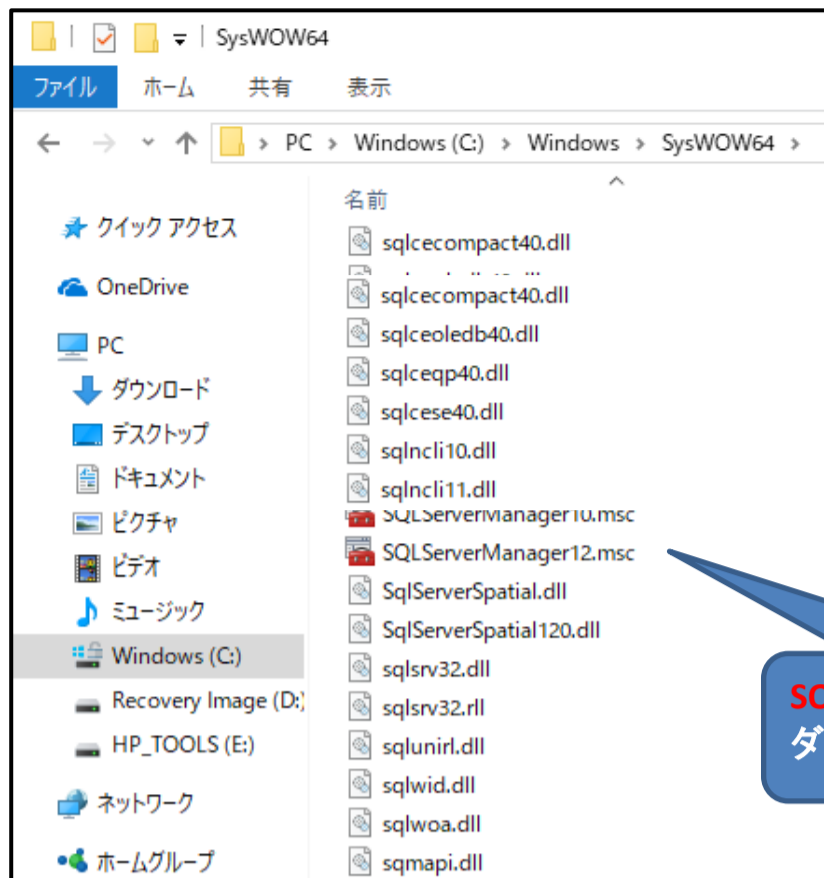 SysWOW64
ファイル ホーム 共有 表示
PC Windows (C:) Windows SysWOW64
名前
クイック アクセス
OneDrive
PC
ダウンロード
デスクトップ
ドキュメント
ピクチャ
ビデオ
ミュージック
Windows (C:)
Recovery Image (D:)
HP_TOOLS (E:)
ネットワーク
ホームグループ
sqlcecompact40.dll
sqlcecompact40.dll
sqlceoledb40.dll
sqlceqp40.dll
sqlcese40.dll
sqlncli10.dll
sqlncli11.dll
SQLServerManager10.msc
SQLServerManager12.msc
SqlServerSpatial.dll
SqlServerSpatial120.dll
sqlsrv32.dll
sqlsrv32.rll
sqlunirl.dll
sqlwid.dll
sqlwoa.dll
sqmapi.dll
ダ